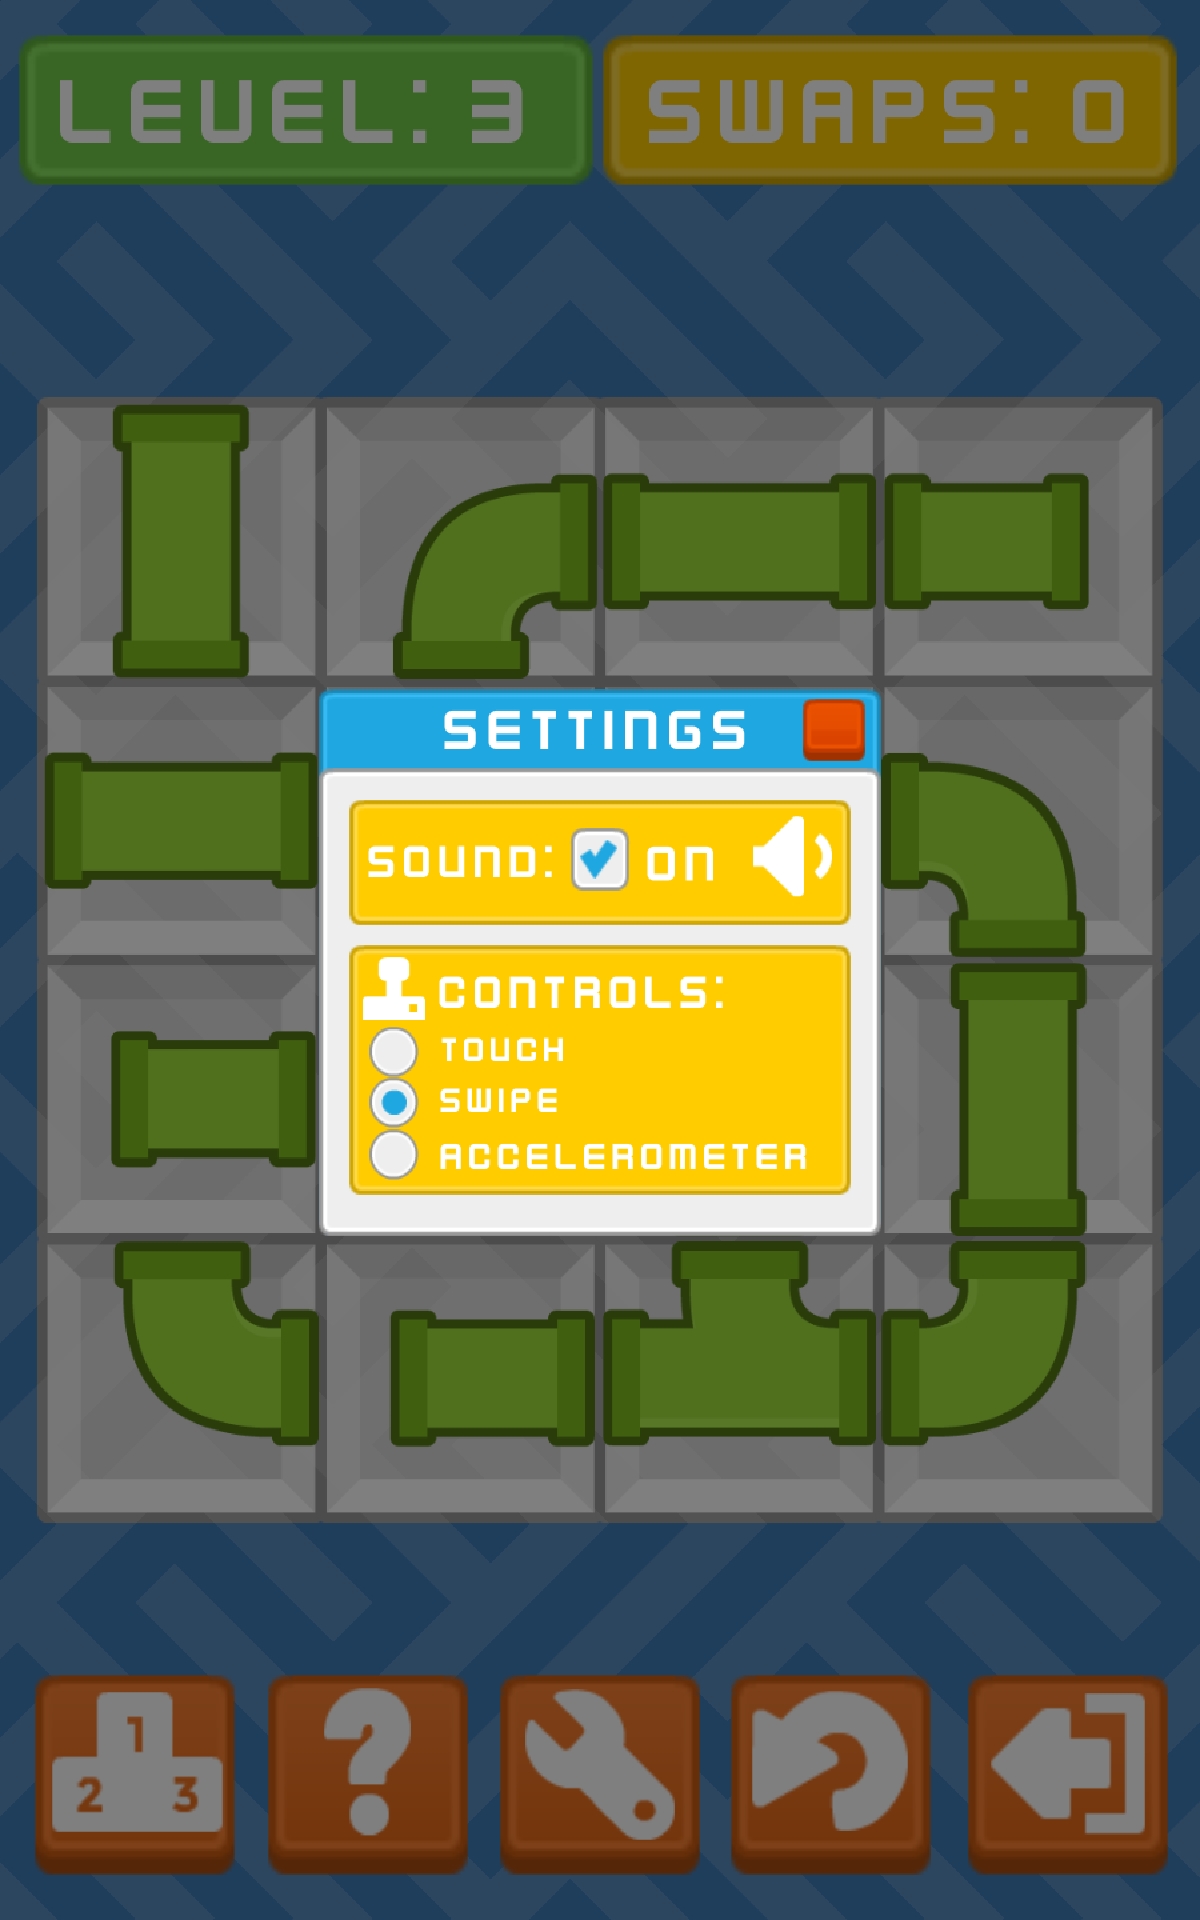 LEVEL: 3
SWAPS: 0
SETTINGS
SOUND: ON
CONTROLS:
TOUCH
SWIPE
ACCELEROMETER
1
2 3
?